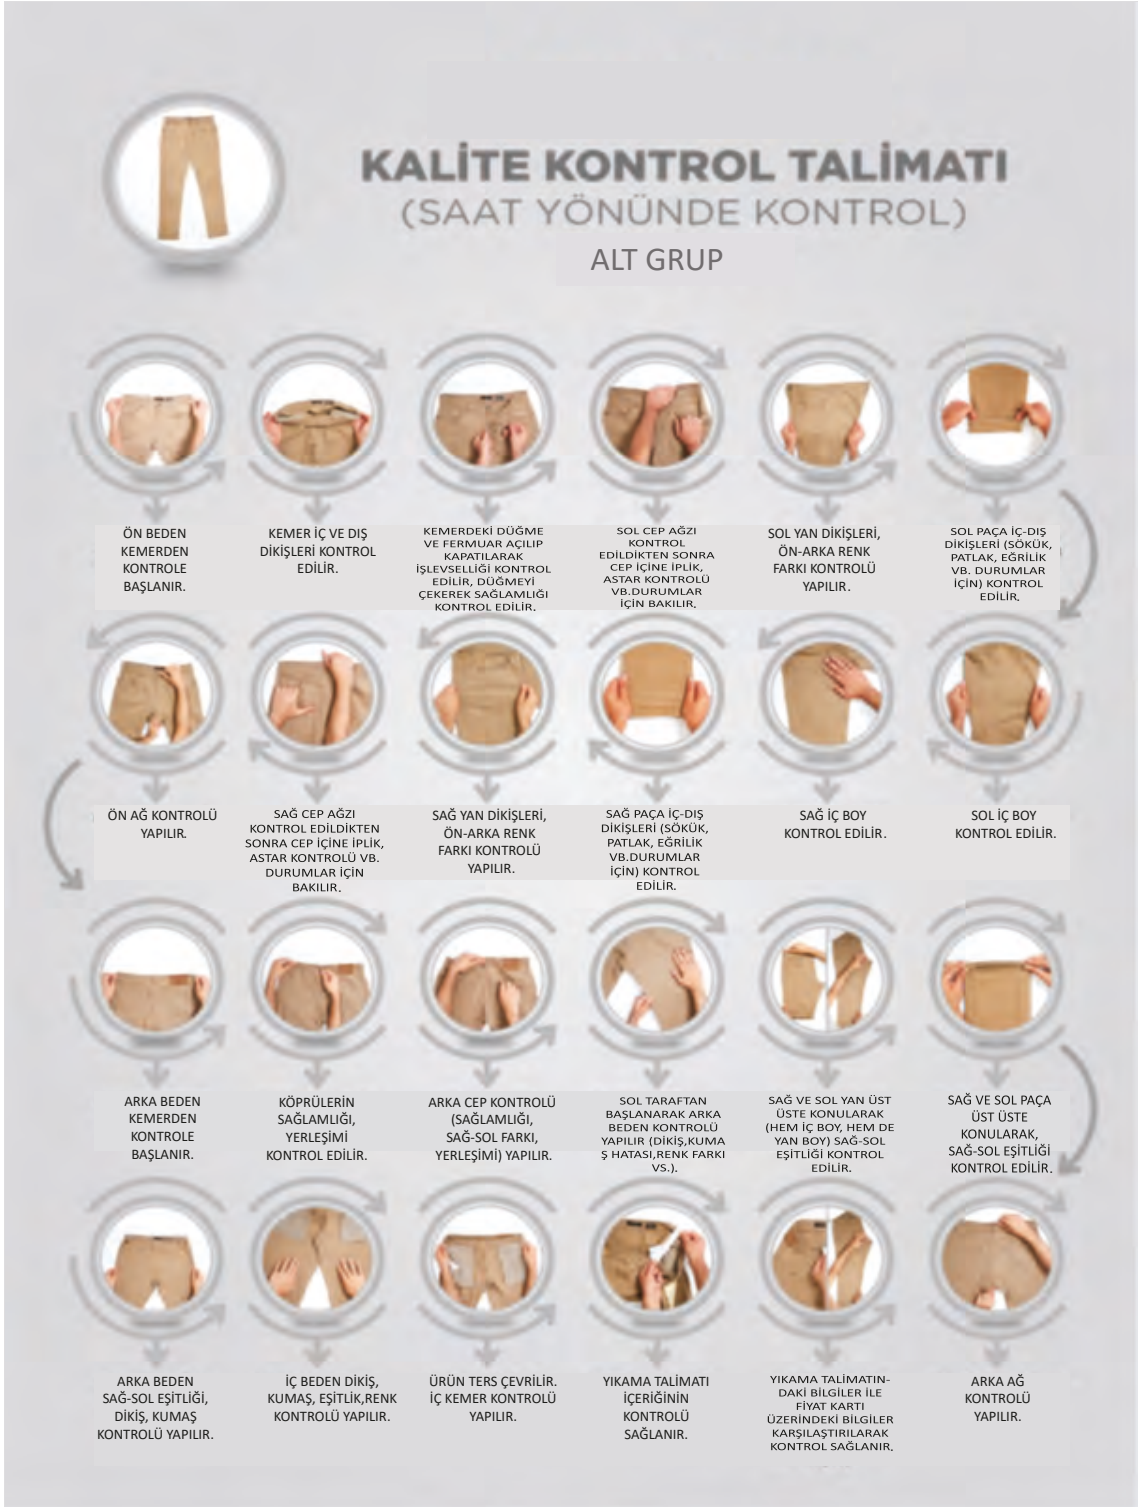 KALİTE KONTROL TALİMATI
(SAAT YÖNÜNDE KONTROL)
ALT GRUP
ÖN BEDEN
KEMERDEN
KONTROLE
BAŞLANIR.
KEMER İÇ VE DIŞ
DİKİŞLERİ KONTROL
EDİLİR.
KEMERDEKİ DÜĞME
VE FERMUAR AÇILIP
KAPATILARAK
İŞLEVSELLİĞİ KONTROL
EDİLİR, DÜĞMEYİ
ÇEKEREK SAĞLAMLIĞI
KONTROL EDİLİR.
SOL CEP AĞZI
KONTROL
EDİLDİKTEN SONRA
CEP İÇİNE İPLİK,
ASTAR KONTROLÜ
VB.DURUMLAR
İÇİN BAKILIR.
SOL YAN DİKİŞLERİ,
ÖN-ARKA RENK
FARKI KONTROLÜ
YAPILIR.
SOL PAÇA İÇ-DIŞ
DİKİŞLERİ (SÖKÜK,
PATLAK, EĞRİLİK
VB. DURUMLAR
İÇİN) KONTROL
EDİLİR.
ÖN AĞ KONTROLÜ
YAPILIR.
SAĞ CEP AĞZI
KONTROL EDİLDİKTEN
SONRA CEP İÇİNE İPLİK,
ASTAR KONTROLÜ VB.
DURUMLAR İÇİN
BAKILIR.
SAĞ YAN DİKİŞLERİ,
ÖN-ARKA RENK
FARKI KONTROLÜ
YAPILIR.
SAĞ PAÇA İÇ-DIŞ
DİKİŞLERİ (SÖKÜK,
PATLAK, EĞRİLİK
VB.DURUMLAR
İÇİN) KONTROL
EDİLİR.
SAĞ İÇ BOY
KONTROL EDİLİR.
SOL İÇ BOY
KONTROL EDİLİR.
ARKA BEDEN
KEMERDEN
KONTROLE
BAŞLANIR.
KÖPRÜLERİN
SAĞLAMLIĞI,
YERLEŞİMİ
KONTROL EDİLİR.
ARKA CEP KONTROLÜ
(SAĞLAMLIĞI,
SAĞ-SOL FARKI,
YERLEŞİMİ) YAPILIR.
SOL TARAFTAN
BAŞLANARAK ARKA
BEDEN KONTROLÜ
YAPILIR (DİKİŞ,KUMA
Ş HATASI,RENK FARKI
VS.).
SAĞ VE SOL YAN ÜST
ÜSTE KONULARAK
(HEM İÇ BOY, HEM DE
YAN BOY) SAĞ-SOL
EŞİTLİĞİ KONTROL
EDİLİR.
SAĞ VE SOL PAÇA
ÜST ÜSTE
KONULARAK,
SAĞ-SOL EŞİTLİĞİ
KONTROL EDİLİR.
ARKA BEDEN
SAĞ-SOL EŞİTLİĞİ,
DİKİŞ, KUMAŞ
KONTROLÜ YAPILIR.
İÇ BEDEN DİKİŞ,
KUMAŞ, EŞİTLİK,RENK
KONTROLÜ YAPILIR.
ÜRÜN TERS ÇEVRİLİR.
İÇ KEMER KONTROLÜ
YAPILIR.
YIKAMA TALİMATI
İÇERİĞİNİN
KONTROLÜ
SAĞLANIR.
YIKAMA TALİMATIN-
DAKİ BİLGİLER İLE
FİYAT KARTI
ÜZERİNDEKİ BİLGİLER
KARŞILAŞTIRILARAK
KONTROL SAĞLANIR.
ARKA AĞ
KONTROLÜ
YAPILIR.